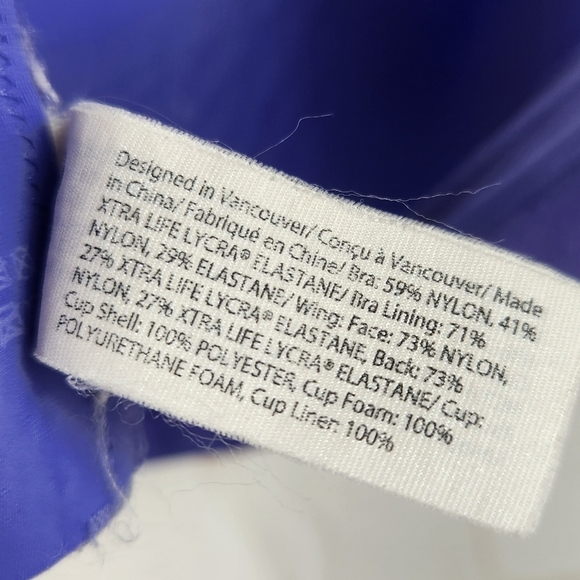 Designed in Vancouver/ Conçu à Vancouver/ Made
in China/ Fabriqué en China/ Bra: 59% NYLON, 41%
XTRA LIFE LYCRA® ELASTANE/ Bra Lining: 71%
NYLON, 29% ELASTANE/ Wing: Face: 73% NYLON,
27% XTRA LIFE LYCRA® ELASTANE, Back: 73%
NYLON, 27% XTRA LIFE LYCRA® ELASTANE/ Cup:
Cup Shell: 100% POLYESTER, Cup Foam: 100%
POLYURETHANE FOAM, Cup Liner: 100%